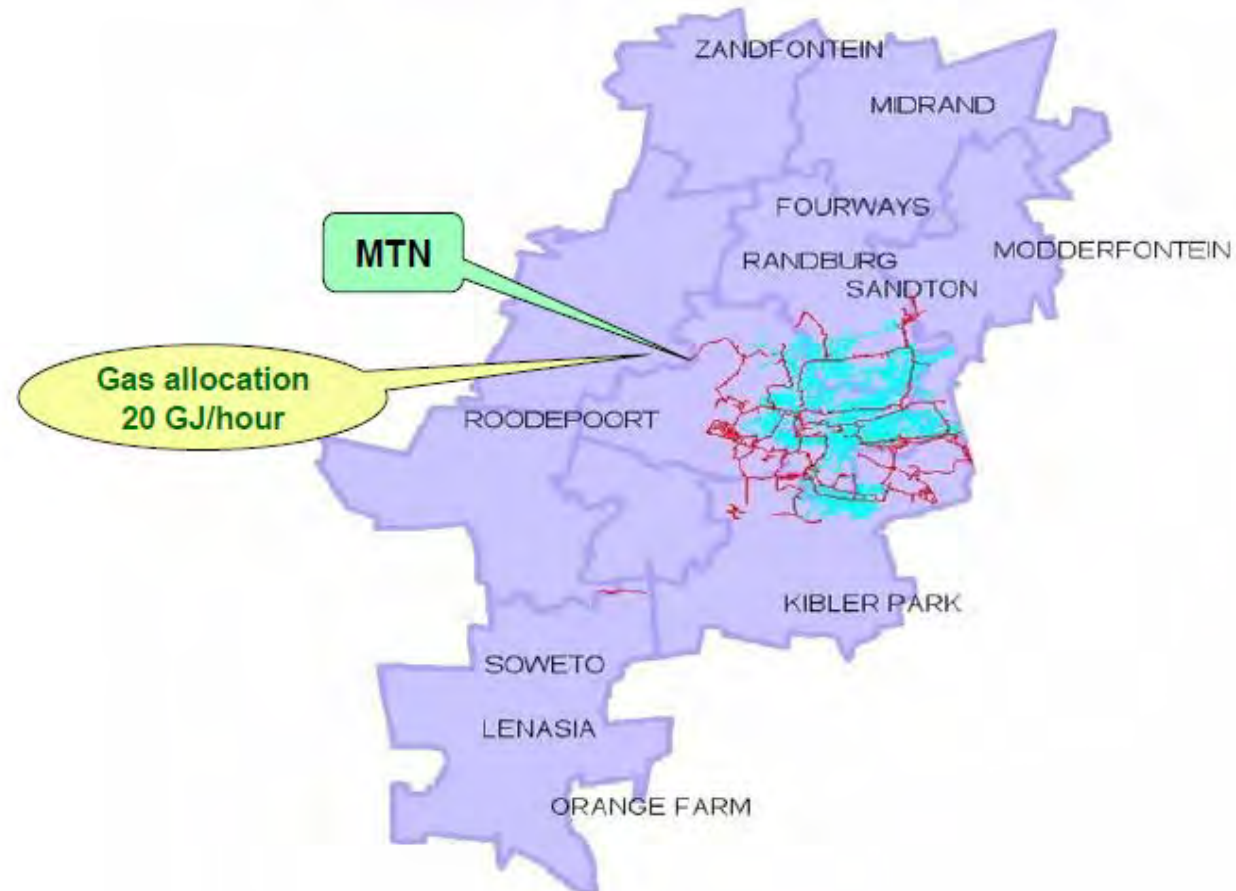 ZANDFONTEIN
MIDRAND
FOURWAYS
MODDERFONTEIN
RANDBURG
SANDTON
MTN
Gas allocation
20 GJ/hour
ROODEPOORT
KIBLER PARK
SOWETO
LENASIA
ORANGE FARM